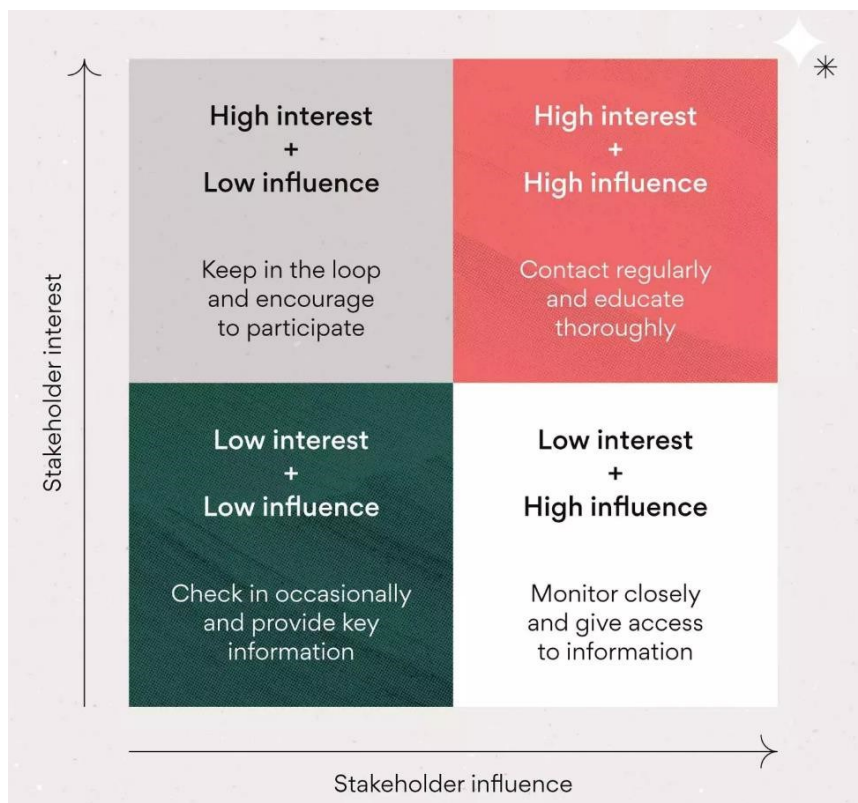 High interest
+
Low influence
Keep in the loop
and encourage
to participate
High interest
+
High influence
Contact regularly
and educate
thoroughly
Stakeholder interest
Low interest
+
Low influence
Check in occasionally
and provide key
information
Low interest
+
High influence
Monitor closely
and give access
to information
Stakeholder influence